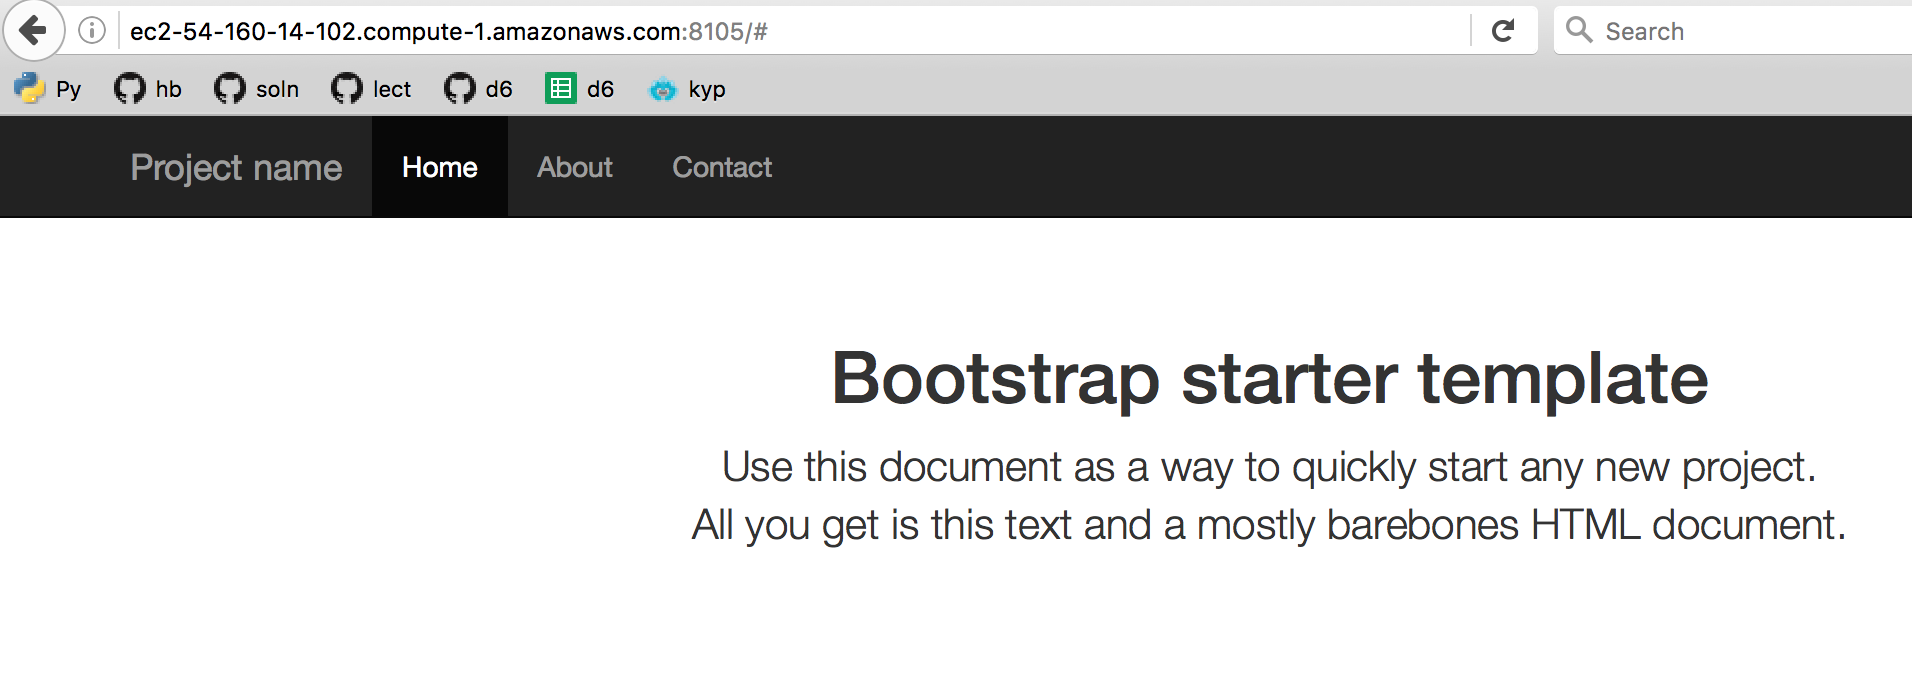 ec2-54-160-14-102.compute-1.amazonaws.com:8105/# Search
Py hb soln lect d6 d6 kyp
Project name Home About Contact
Bootstrap starter template
Use this document as a way to quickly start any new project.
All you get is this text and a mostly barebones HTML document.